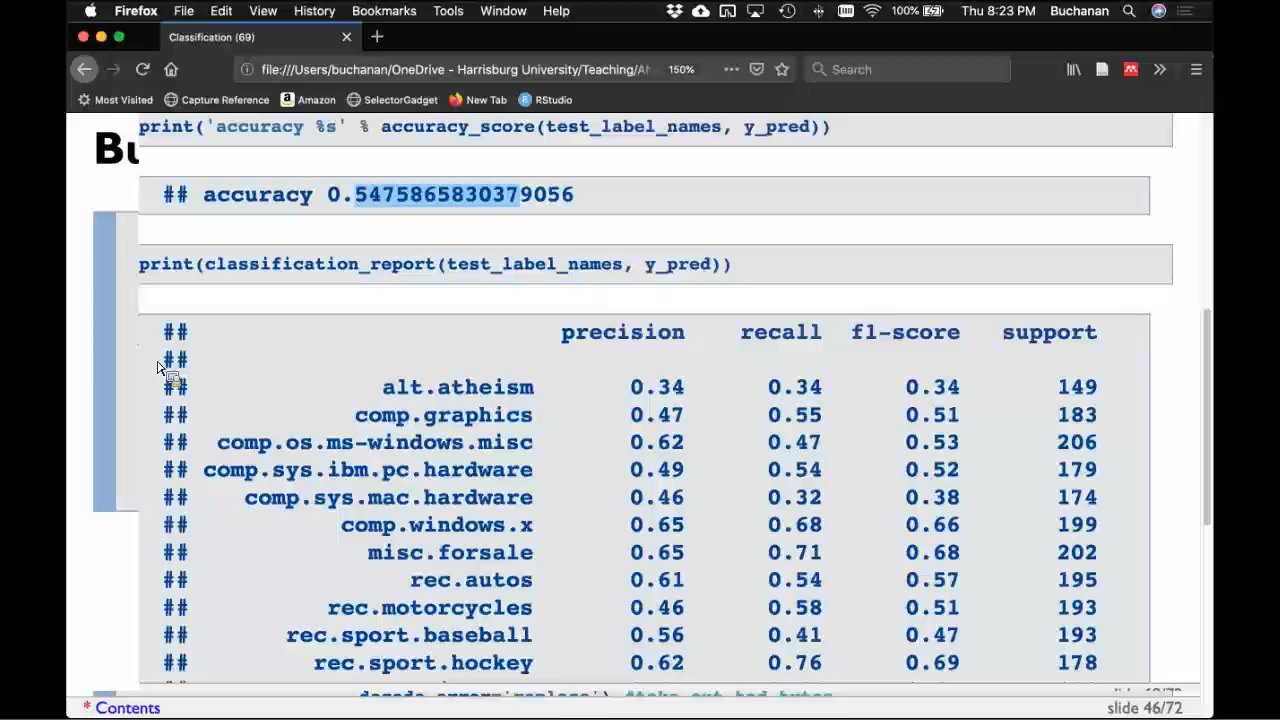 Firefox File Edit View History Bookmarks Tools Window Help 100% Thu 8:23 PM Buchanan
Classification (69)
file:///Users/buchanan/OneDrive - Harrisburg University/Teaching/A 150% Search
Most Visited Capture Reference Amazon SelectorGadget New Tab RStudio
print('accuracy %s' % accuracy_score(test_label_names, y_pred))
Bu
## accuracy 0.5475865830379056
print(classification_report(test_label_names, y_pred))
## precision recall f1-score support
##
## alt.atheism 0.34 0.34 0.34 149
## comp.graphics 0.47 0.55 0.51 183
## comp.os.ms-windows.misc 0.62 0.47 0.53 206
## comp.sys.ibm.pc.hardware 0.49 0.54 0.52 179
## comp.sys.mac.hardware 0.46 0.32 0.38 174
## comp.windows.x 0.65 0.68 0.66 199
## misc.forsale 0.65 0.71 0.68 202
## rec.autos 0.61 0.54 0.57 195
## rec.motorcycles 0.46 0.58 0.51 193
## rec.sport.baseball 0.56 0.41 0.47 193
## rec.sport.hockey 0.62 0.76 0.69 178
* Contents slide 46/72